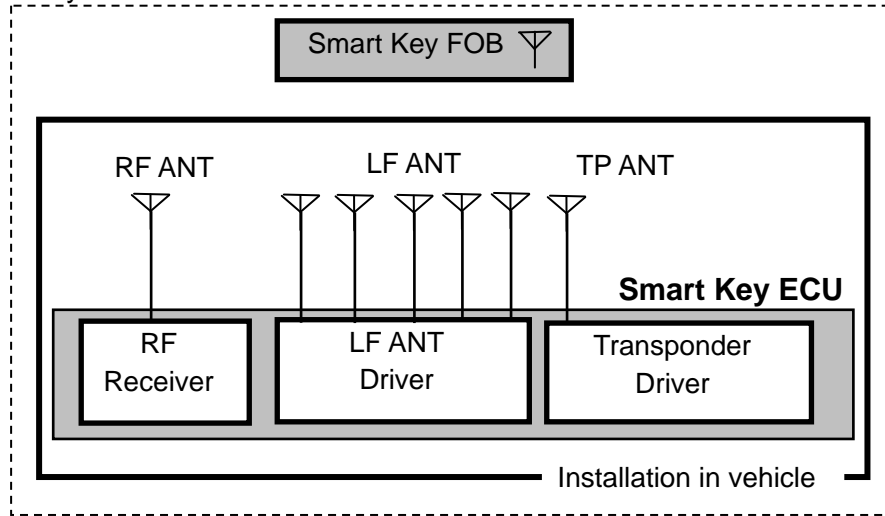 Smart Key FOB
RF ANT
LF ANT
TP ANT
Smart Key ECU
RF
Receiver
LF ANT
Driver
Transponder
Driver
Installation in vehicle